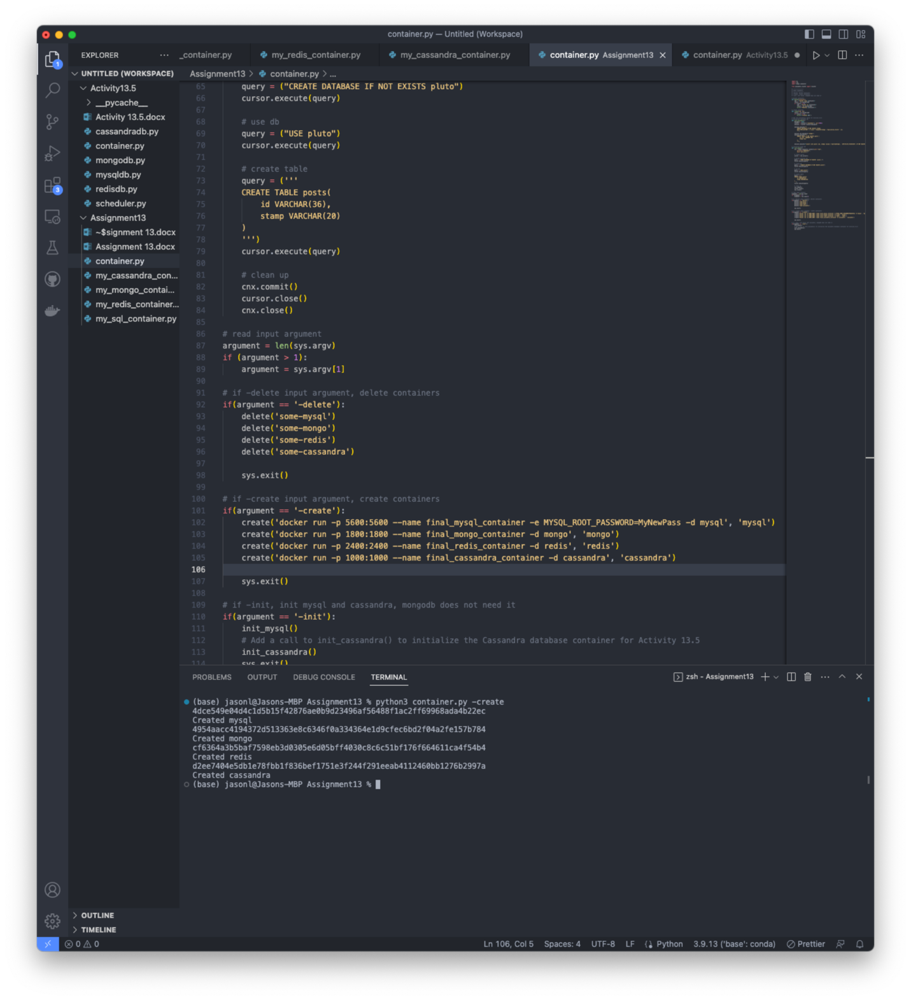 container.py — Untitled (Workspace)
EXPLORER
_container.py
my_redis_container.py
my_cassandra_container.py
container.py Assignment13
container.py Activity13.5
1
UNTITLED (WORKSPACE)
Assignment13 > container.py > ...
Activity13.5
__pycache__
Activity 13.5.docx
cassandradb.py
container.py
mongodb.py
mysqldb.py
redisdb.py
scheduler.py
3
Assignment13
~$signment 13.docx
Assignment 13.docx
container.py
my_cassandra_con...
my_mongo_contai...
my_redis_container...
my_sql_container.py
65 query = ("CREATE DATABASE IF NOT EXISTS pluto")
66 cursor.execute(query)
67
68 # use db
69 query = ("USE pluto")
70 cursor.execute(query)
71
72 # create table
73 query = ('''
74 CREATE TABLE posts(
75 id VARCHAR(36),
76 stamp VARCHAR(20)
77 )
78 ''')
79 cursor.execute(query)
80
81 # clean up
82 cnx.commit()
83 cursor.close()
84 cnx.close()
85
86 # read input argument
87 argument = len(sys.argv)
88 if (argument > 1):
89 argument = sys.argv[1]
90
91 # if -delete input argument, delete containers
92 if(argument == '-delete'):
93 delete('some-mysql')
94 delete('some-mongo')
95 delete('some-redis')
96 delete('some-cassandra')
97
98 sys.exit()
99
100 # if -create input argument, create containers
101 if(argument == '-create'):
102 create('docker run -p 5600:5600 --name final_mysql_container -e MYSQL_ROOT_PASSWORD=MyNewPass -d mysql', 'mysql')
103 create('docker run -p 1800:1800 --name final_mongo_container -d mongo', 'mongo')
104 create('docker run -p 2400:2400 --name final_redis_container -d redis', 'redis')
105 create('docker run -p 1000:1000 --name final_cassandra_container -d cassandra', 'cassandra')
106
107 sys.exit()
108
109 # if -init, init mysql and cassandra, mongodb does not need it
110 if(argument == '-init'):
111 init_mysql()
112 # Add a call to init_cassandra() to initialize the Cassandra database container for Activity 13.5
113 init_cassandra()
114 sys.exit()
PROBLEMS OUTPUT DEBUG CONSOLE TERMINAL
zsh - Assignment13
(base) jasonl@Jasons-MBP Assignment13 % python3 container.py -create
4dce549e04d4c1d5b15f42876ae0b9d23496af56488f1ac2ff69968ada4b22ec
Created mysql
4954aacc4194372d513363e8c6346f0a334364e1d9cfec6bd2f04a2fe157b784
Created mongo
cf6364a3b5baf7598eb3d0305e6d05bff4030c8c6c51bf176f664611ca4f54b4
Created redis
d2ee7404e5db1e78fbb1f836bef1751e3f244f291eeab4112460bb1276b2997a
Created cassandra
(base) jasonl@Jasons-MBP Assignment13 %
OUTLINE
TIMELINE
0 0
Ln 106, Col 5 Spaces: 4 UTF-8 LF Python 3.9.13 ('base': conda) Prettier